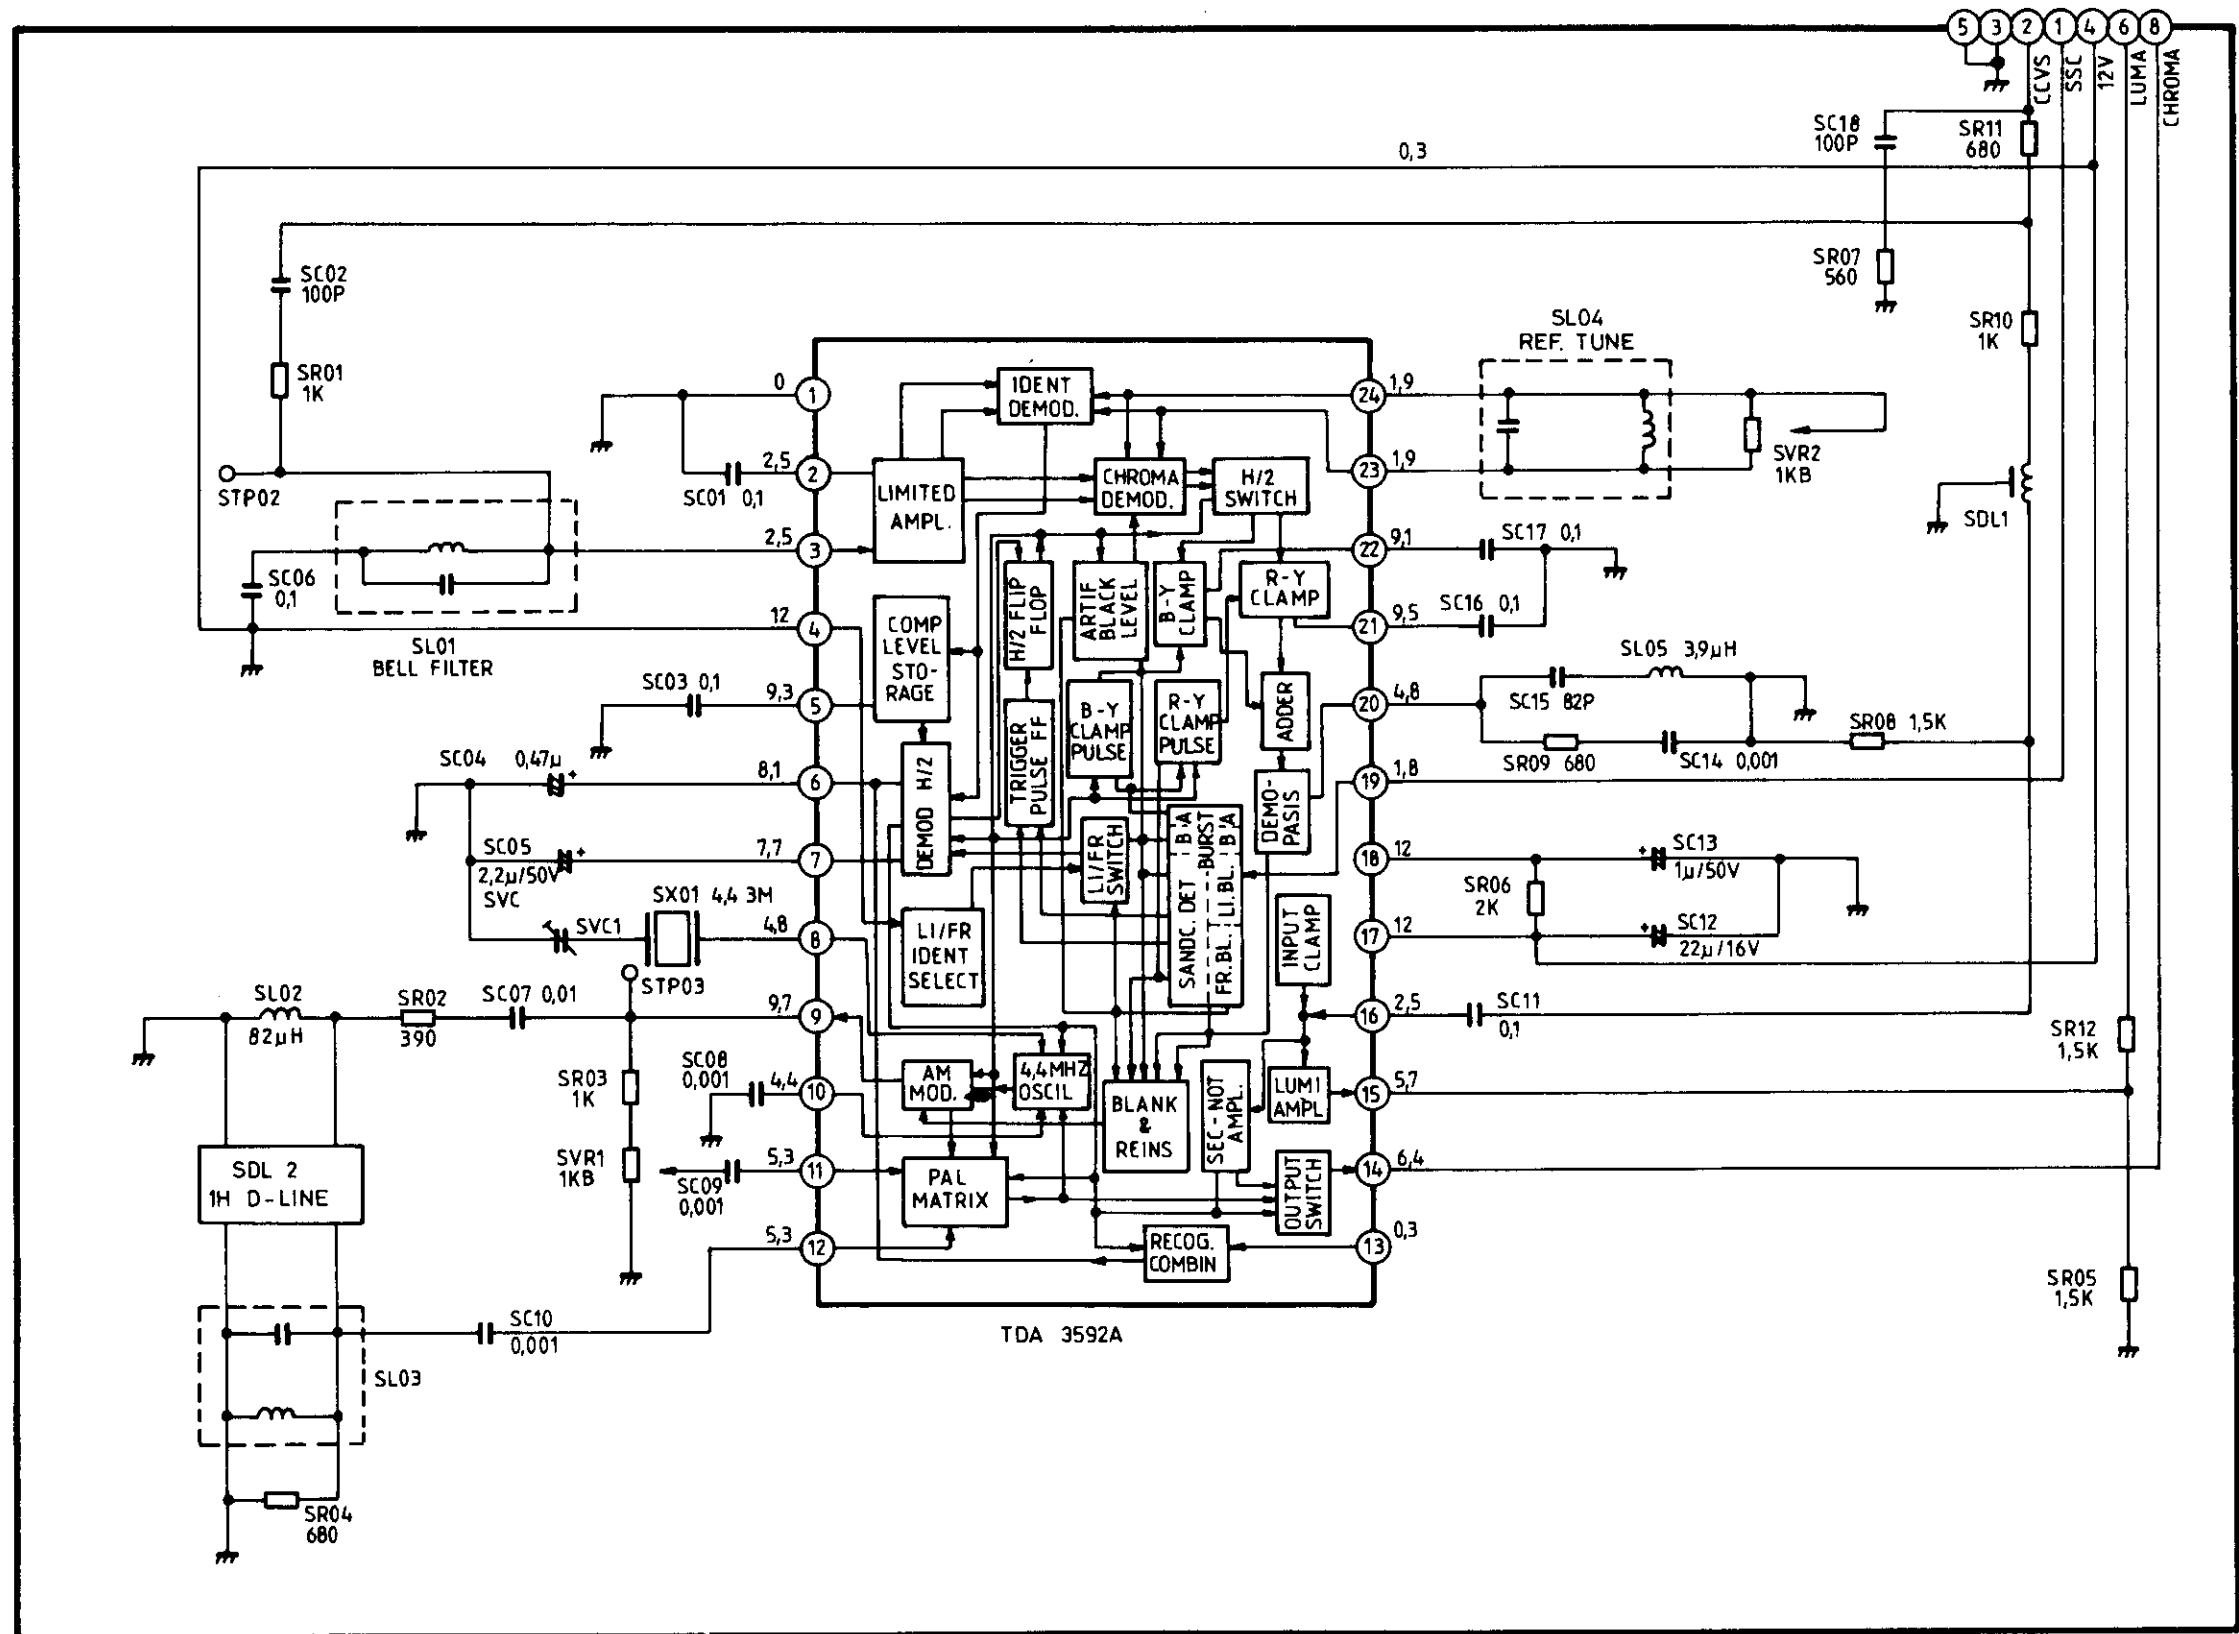 5 3 2 1 4 6 8
CCVS
SSC
12V
LUMA
CHROMA
SC18
100P
SR11
680
0,3
SR07
560
SC02
100P
SR01
1K
STP02
SC06
0,1
SL01
BELL FILTER
SL04
REF. TUNE
SR10
1K
SVR2
1KB
SDL1
0 1
SC01 0,1 2,5 2
2,5 3
12 4
SC03 0,1 9,3 5
SC04 0,47µ + 8,1 6
SC05 + 7,7 7
2,2µ/50V
SVC
SVC1
SX01 4,4 3M
4,8 8
STP03
SL02
82µH
SR02
390
SC07 0,01
9,7 9
SR03
1K
SC08
0,001
4,4 10
SVR1
1KB
SC09
0,001
5,3 11
5,3 12
SDL 2
1H D-LINE
SC10
0,001
SL03
SR04
680
IDENT
DEMOD.
LIMITED
AMPL.
CHROMA
DEMOD.
H/2
SWITCH
COMP
LEVEL
STO-
RAGE
H/2 FLIP
FLOP
ARTIF
BLACK
LEVEL
B-Y
CLAMP
R-Y
CLAMP
DEMOD H/2
TRIGGER
PULSE FF
B-Y
CLAMP
PULSE
R-Y
CLAMP
PULSE
ADDER
DEMO-
PASIS
LI/FR
SWITCH
SANDC. DET B A
BURST
FR.BL. LI.BL. B A
LI/FR
IDENT
SELECT
INPUT
CLAMP
AM
MOD.
4,4MHZ
OSCIL
BLANK
&
REINS
SEC-NOT
AMPL.
LUMI
AMPL
PAL
MATRIX
OUTPUT
SWITCH
RECOG.
COMBIN
TDA 3592A
24 1,9
23 1,9
22 9,1
SC17 0,1
21 9,5
SC16 0,1
20 4,8
SL05 3,9µH
SC15 82P
SR09 680
SC14 0,001
SR08 1,5K
19 1,8
18 12
SR06
2K
+ SC13
1µ/50V
17 12
+ SC12
22µ/16V
16 2,5
SC11
0,1
15 5,7
SR12
1,5K
14 6,4
13 0,3
SR05
1,5K